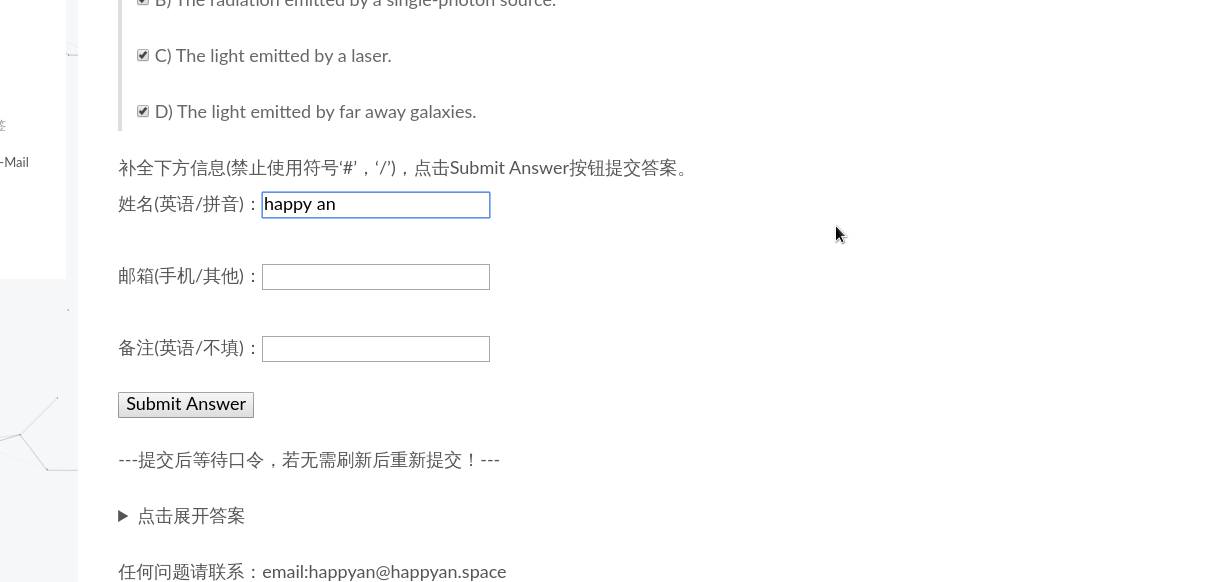 B) The radiation emitted by a single-photon source.
C) The light emitted by a laser.
签
D) The light emitted by far away galaxies.
-Mail
补全下方信息(禁止使用符号‘#’，‘/’)，点击Submit Answer按钮提交答案。
姓名(英语/拼音)：happy an
邮箱(手机/其他)：
备注(英语/不填)：
Submit Answer
---提交后等待口令，若无需刷新后重新提交！---
点击展开答案
任何问题请联系：email:happyan@happyan.space